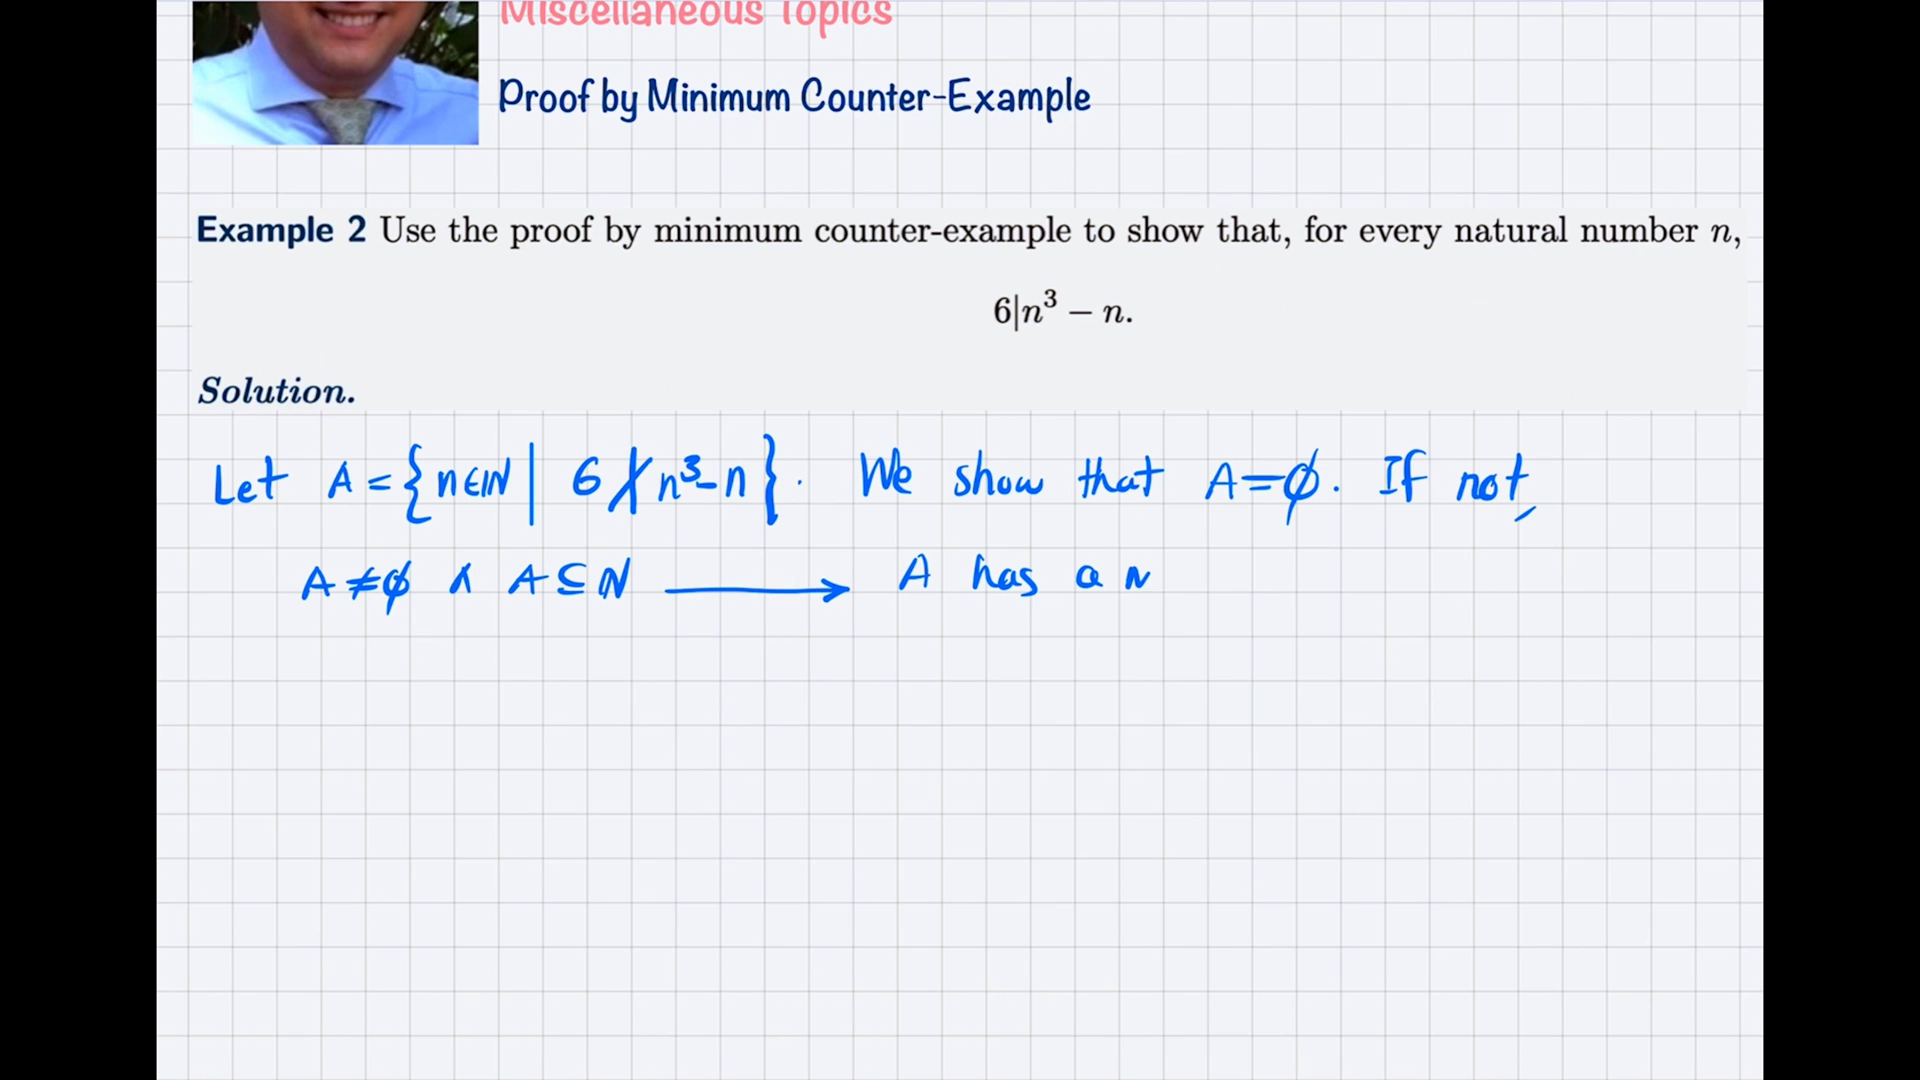 Miscellaneous Topics
Proof by Minimum Counter-Example
Example 2 Use the proof by minimum counter-example to show that, for every natural number n,
6|n³ − n.
Solution.
Let A = {n∈ℕ | 6∤n³-n}. We show that A=∅. If not,
A≠∅ ∧ A⊆ℕ ⟶ A has a